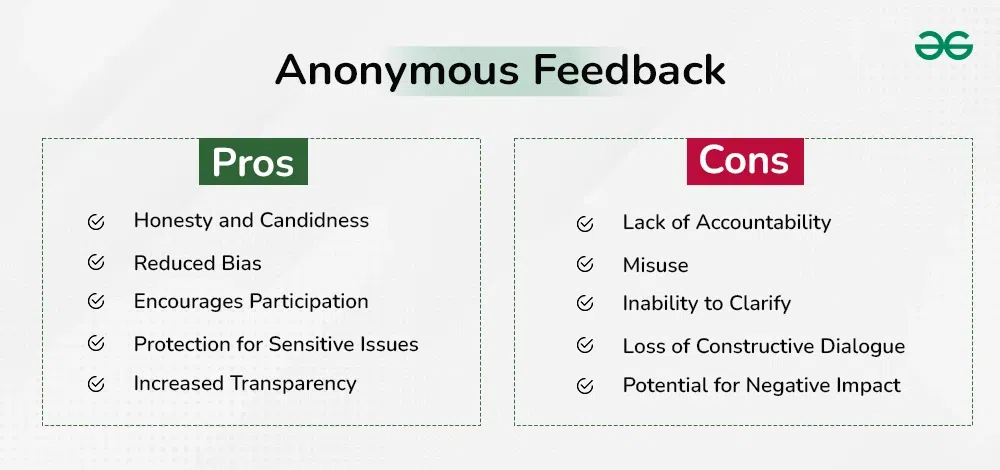 Anonymous Feedback
Pros
Honesty and Candidness
Reduced Bias
Encourages Participation
Protection for Sensitive Issues
Increased Transparency
Cons
Lack of Accountability
Misuse
Inability to Clarify
Loss of Constructive Dialogue
Potential for Negative Impact